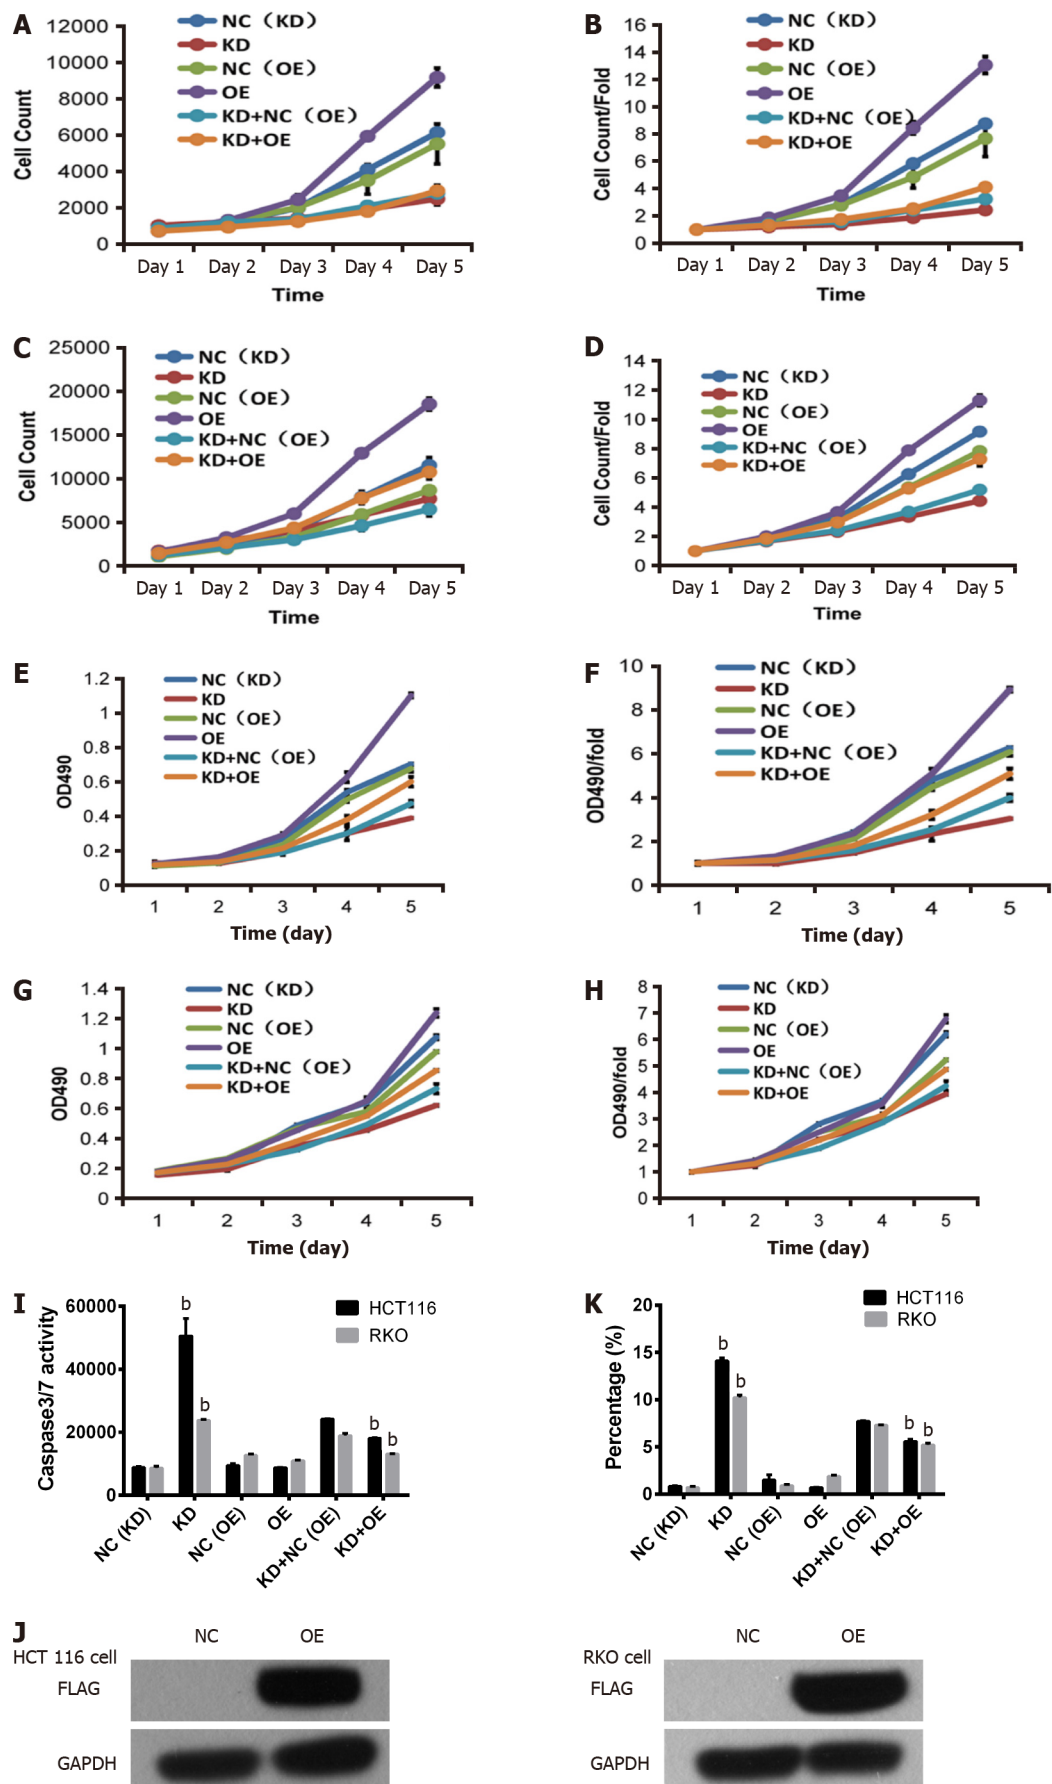 A
12000
10000
8000
6000
4000
2000
0
Cell Count
NC（KD）
KD
NC（OE）
OE
KD+NC（OE）
KD+OE
Day 1 Day 2 Day 3 Day 4 Day 5
Time
B
16
14
12
10
8
6
4
2
0
Cell Count/Fold
NC（KD）
KD
NC（OE）
OE
KD+NC（OE）
KD+OE
Day 1 Day 2 Day 3 Day 4 Day 5
Time
C
25000
20000
15000
10000
5000
0
Cell Count
NC（KD）
KD
NC（OE）
OE
KD+NC（OE）
KD+OE
Day 1 Day 2 Day 3 Day 4 Day 5
Time
D
14
12
10
8
6
4
2
0
Cell Count/Fold
NC（KD）
KD
NC（OE）
OE
KD+NC（OE）
KD+OE
Day 1 Day 2 Day 3 Day 4 Day 5
Time
E
1.2
1
0.8
0.6
0.4
0.2
0
OD490
NC（KD）
KD
NC（OE）
OE
KD+NC（OE）
KD+OE
1 2 3 4 5
Time (day)
F
10
8
6
4
2
0
OD490/fold
NC（KD）
KD
NC（OE）
OE
KD+NC（OE）
KD+OE
1 2 3 4 5
Time (day)
G
1.4
1.2
1
0.8
0.6
0.4
0.2
0
OD490
NC（KD）
KD
NC（OE）
OE
KD+NC（OE）
KD+OE
1 2 3 4 5
Time (day)
H
8
7
6
5
4
3
2
1
0
OD490/fold
NC（KD）
KD
NC（OE）
OE
KD+NC（OE）
KD+OE
1 2 3 4 5
Time (day)
I
60000
40000
20000
0
Caspase3/7 activity
HCT116
RKO
b
b
b
b
NC (KD) KD NC (OE) OE KD+NC (OE) KD+OE
K
20
15
10
5
0
Percentage (%)
HCT116
RKO
b
b
b b
NC (KD) KD NC (OE) OE KD+NC (OE) KD+OE
J
NC OE
HCT 116 cell
FLAG
GAPDH
NC OE
RKO cell
FLAG
GAPDH